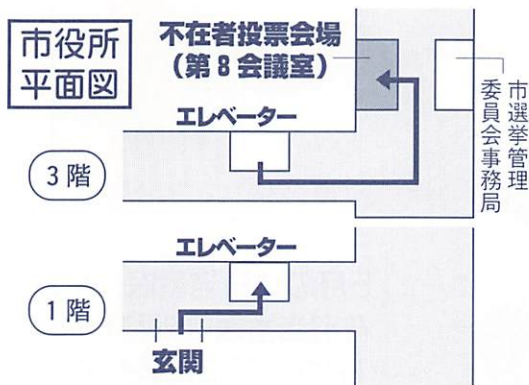 市役所
平面図
不在者投票会場
（第8会議室）
エレベーター
3階
市選挙管理
委員会事務局
エレベーター
1階
玄関